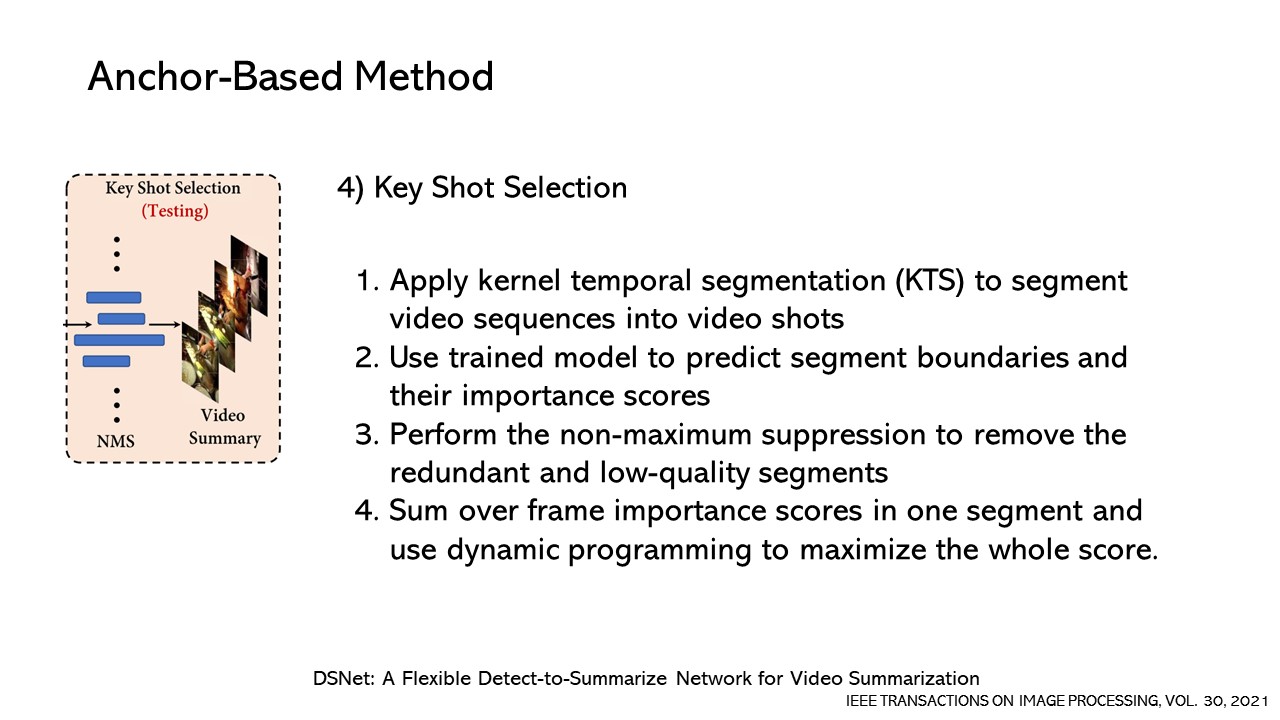 Anchor-Based Method
Key Shot Selection
(Testing)
NMS
Video
Summary
4) Key Shot Selection
1. Apply kernel temporal segmentation (KTS) to segment
video sequences into video shots
2. Use trained model to predict segment boundaries and
their importance scores
3. Perform the non-maximum suppression to remove the
redundant and low-quality segments
4. Sum over frame importance scores in one segment and
use dynamic programming to maximize the whole score.
DSNet: A Flexible Detect-to-Summarize Network for Video Summarization
IEEE TRANSACTIONS ON IMAGE PROCESSING, VOL. 30, 2021